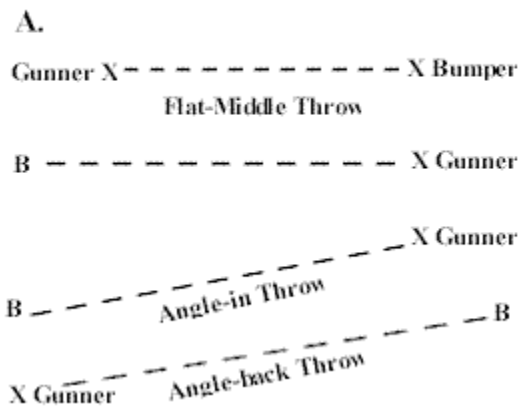 A.
Gunner X X Bumper
Flat-Middle Throw
B X Gunner
X Gunner
B Angle-in Throw
B
X Gunner Angle-back Throw